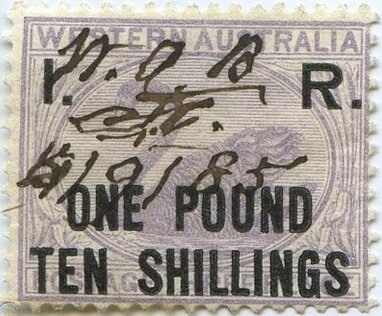 WESTERN AUSTRALIA
W. A. B
I. R.
ONE POUND
TEN SHILLINGS